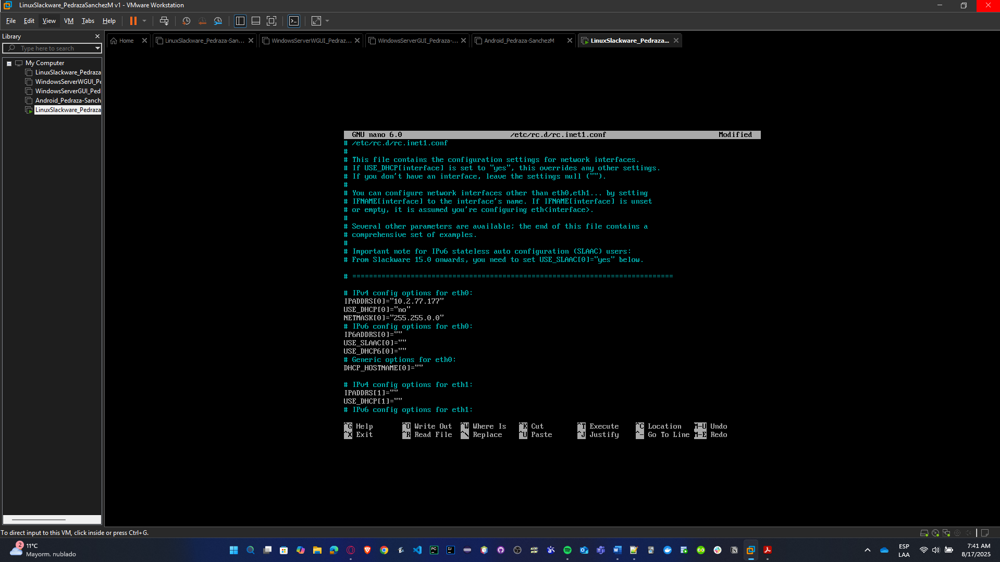 LinuxSlackware_PedrazaSanchezM v1 - VMware Workstation
File Edit View VM Tabs Help
Library
Type here to search
My Computer
LinuxSlackware_Pedraza
WindowsServerWGUI_Pe
WindowsServerGUI_Ped
Android_Pedraza-Sanch
LinuxSlackware_Pedraza
Home
LinuxSlackware_Pedraza-San...
WindowsServerWGUI_Pedraz...
WindowsServerGUI_Pedraza-...
Android_Pedraza-SanchezM
LinuxSlackware_Pedraza...
GNU nano 6.0 /etc/rc.d/rc.inet1.conf Modified
# /etc/rc.d/rc.inet1.conf
#
# This file contains the configuration settings for network interfaces.
# If USE_DHCP[interface] is set to "yes", this overrides any other settings.
# If you don't have an interface, leave the settings null ("").
#
# You can configure network interfaces other than eth0,eth1... by setting
# IFNAME[interface] to the interface's name. If IFNAME[interface] is unset
# or empty, it is assumed you're configuring eth<interface>.
#
# Several other parameters are available; the end of this file contains a
# comprehensive set of examples.
#
# Important note for IPv6 stateless auto configuration (SLAAC) users:
# From Slackware 15.0 onwards, you need to set USE_SLAAC[0]="yes" below.
# =============================================================================
# IPv4 config options for eth0:
IPADDRS[0]="10.2.77.177"
USE_DHCP[0]="no"
NETMASK[0]="255.255.0.0"
# IPv6 config options for eth0:
IP6ADDRS[0]=""
USE_SLAAC[0]=""
USE_DHCP6[0]=""
# Generic options for eth0:
DHCP_HOSTNAME[0]=""
# IPv4 config options for eth1:
IPADDRS[1]=""
USE_DHCP[1]=""
# IPv6 config options for eth1:
^G Help ^O Write Out ^W Where Is ^K Cut ^T Execute ^C Location M-U Undo
^X Exit ^R Read File ^\ Replace ^U Paste ^J Justify ^_ Go To Line M-E Redo
To direct input to this VM, click inside or press Ctrl+G.
2
11°C
Mayorm. nublado
PC
IJ
ESP
LAA
7:41 AM
8/17/2025